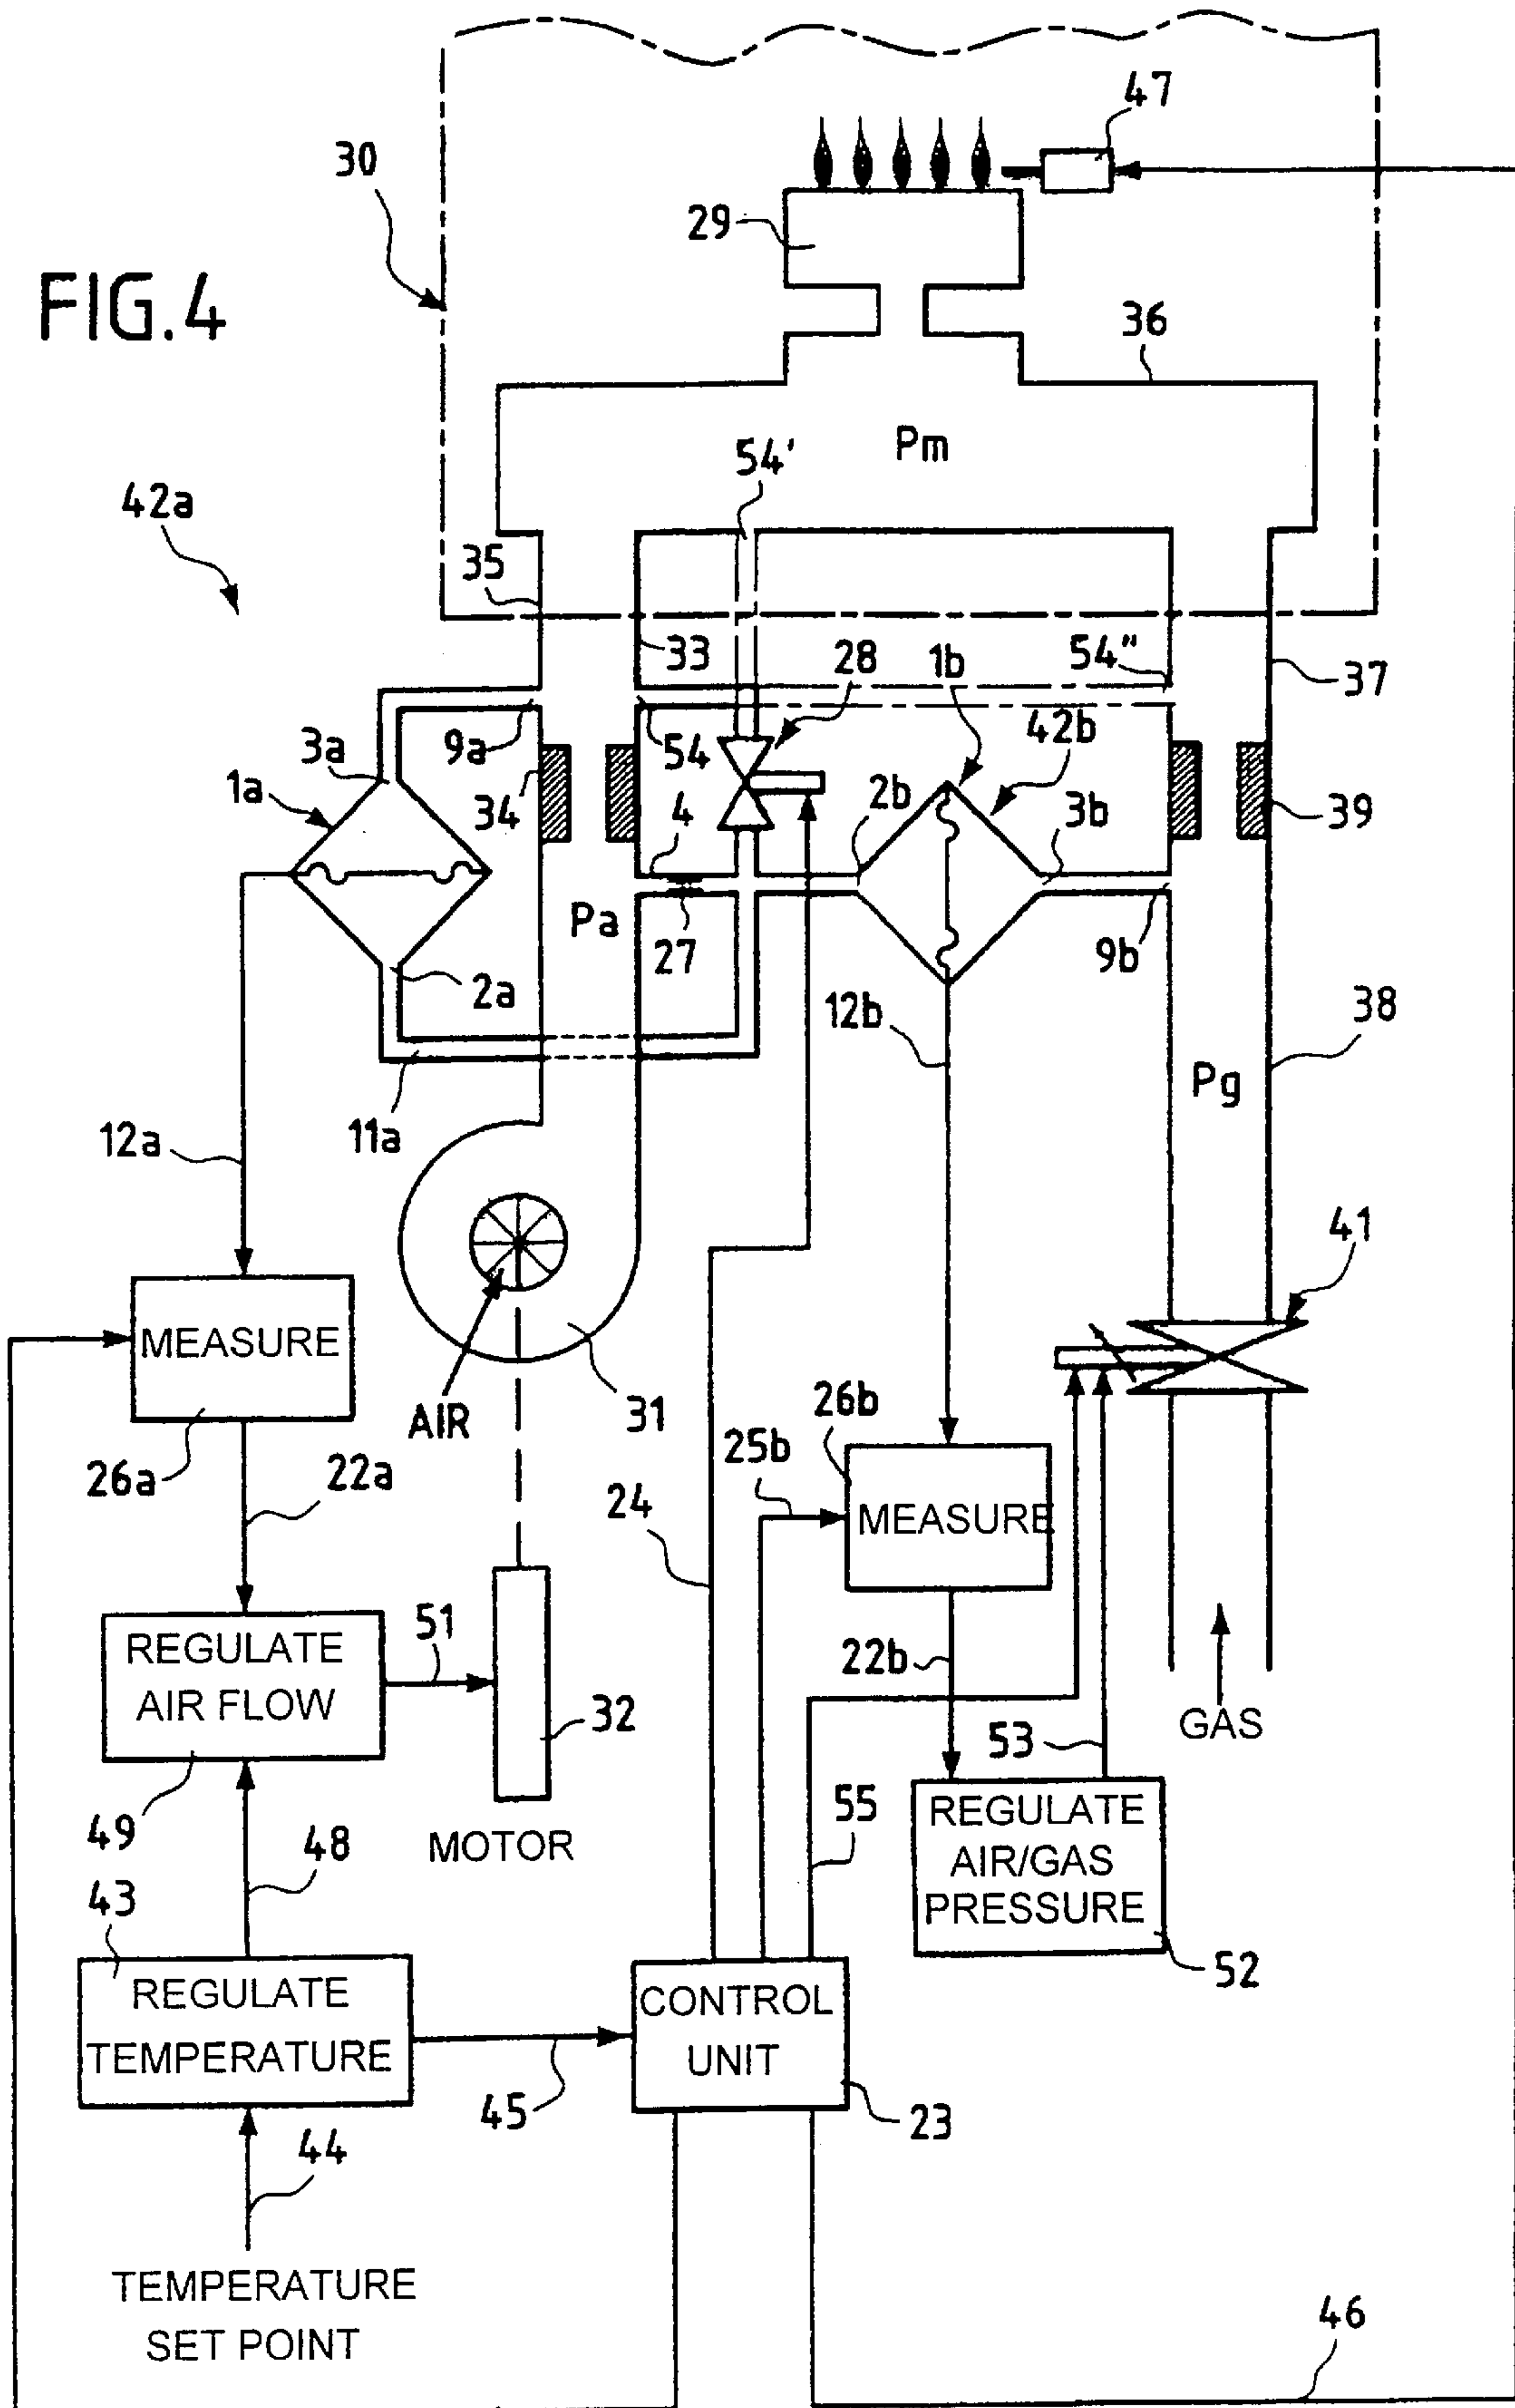 FIG.4
47
30
29
36
Pm
54'
42a
35
33
28
1b
54"
37
9a
54
42b
3a
1a
34
4
2b
3b
39
Pa
27
9b
2a
12b
38
Pg
11a
12a
41
MEASURE
AIR
31
26b
26a
22a
25b
24
MEASURE
REGULATE
AIR FLOW
51
22b
32
GAS
53
49
48
MOTOR
55
REGULATE
AIR/GAS
PRESSURE
43
52
REGULATE
TEMPERATURE
CONTROL
UNIT
45
23
44
TEMPERATURE
SET POINT
46